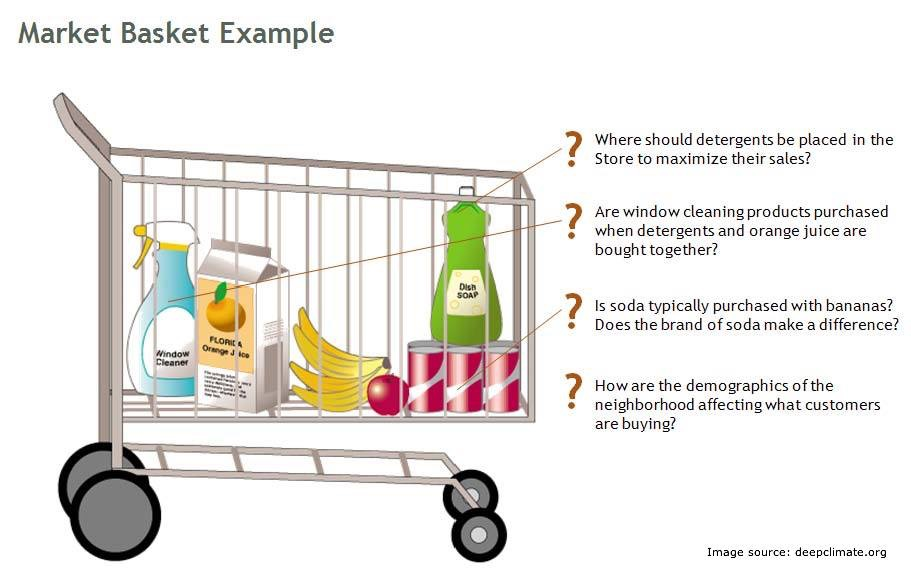 Market Basket Example
?
Where should detergents be placed in the
Store to maximize their sales?
?
Are window cleaning products purchased
when detergents and orange juice are
bought together?
?
Is soda typically purchased with bananas?
Does the brand of soda make a difference?
?
How are the demographics of the
neighborhood affecting what customers
are buying?
Window
Cleaner
FLORIDA
Orange Juice
Dish
SOAP
Image source: deepclimate.org